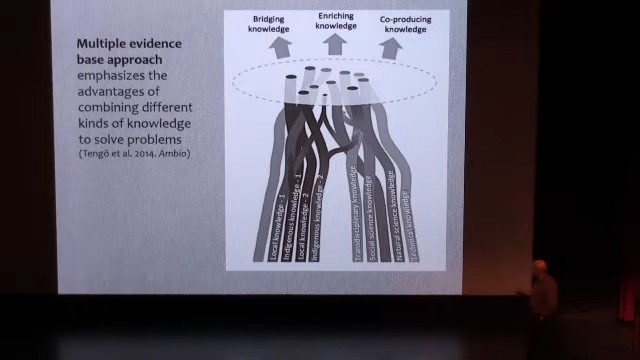 Multiple evidence
base approach
emphasizes the
advantages of
combining different
kinds of knowledge
to solve problems
(Tengö et al. 2014. Ambio)
Bridging
knowledge
Enriching
knowledge
Co-producing
knowledge
Local knowledge - 1
Indigenous knowledge - 1
Local knowledge - 2
Indigenous knowledge - 2
Transdisciplinary knowledge
Social science knowledge
Natural science knowledge
Technical knowledge